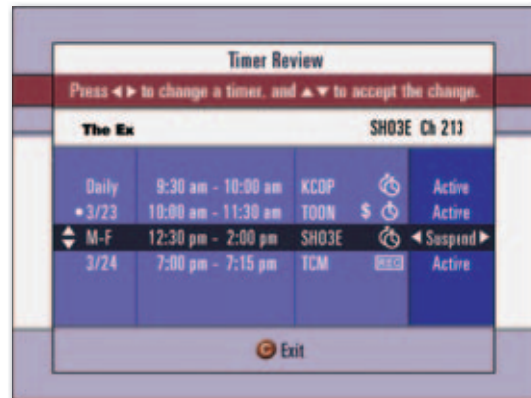 Timer Review
Press ◄ ► to change a timer, and ▲ ▼ to accept the change.
The Ex SHO3E Ch 213
Daily 9:30 am - 10:00 am KCOP Active
• 3/23 10:00 am - 11:30 am TOON $ Active
M-F 12:30 pm - 2:00 pm SHO3E ◄ Suspend ►
3/24 7:00 pm - 7:15 pm TCM REC Active
C Exit